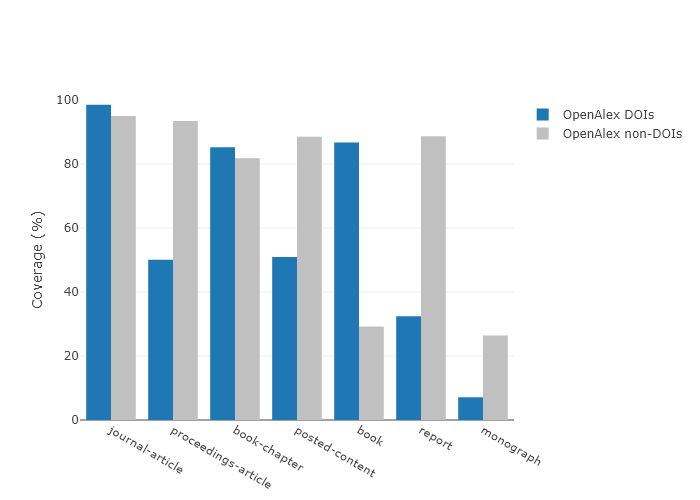 100
80
60
40
20
0
Coverage (%)
journal-article
proceedings-article
book-chapter
posted-content
book
report
monograph
OpenAlex DOIs
OpenAlex non-DOIs